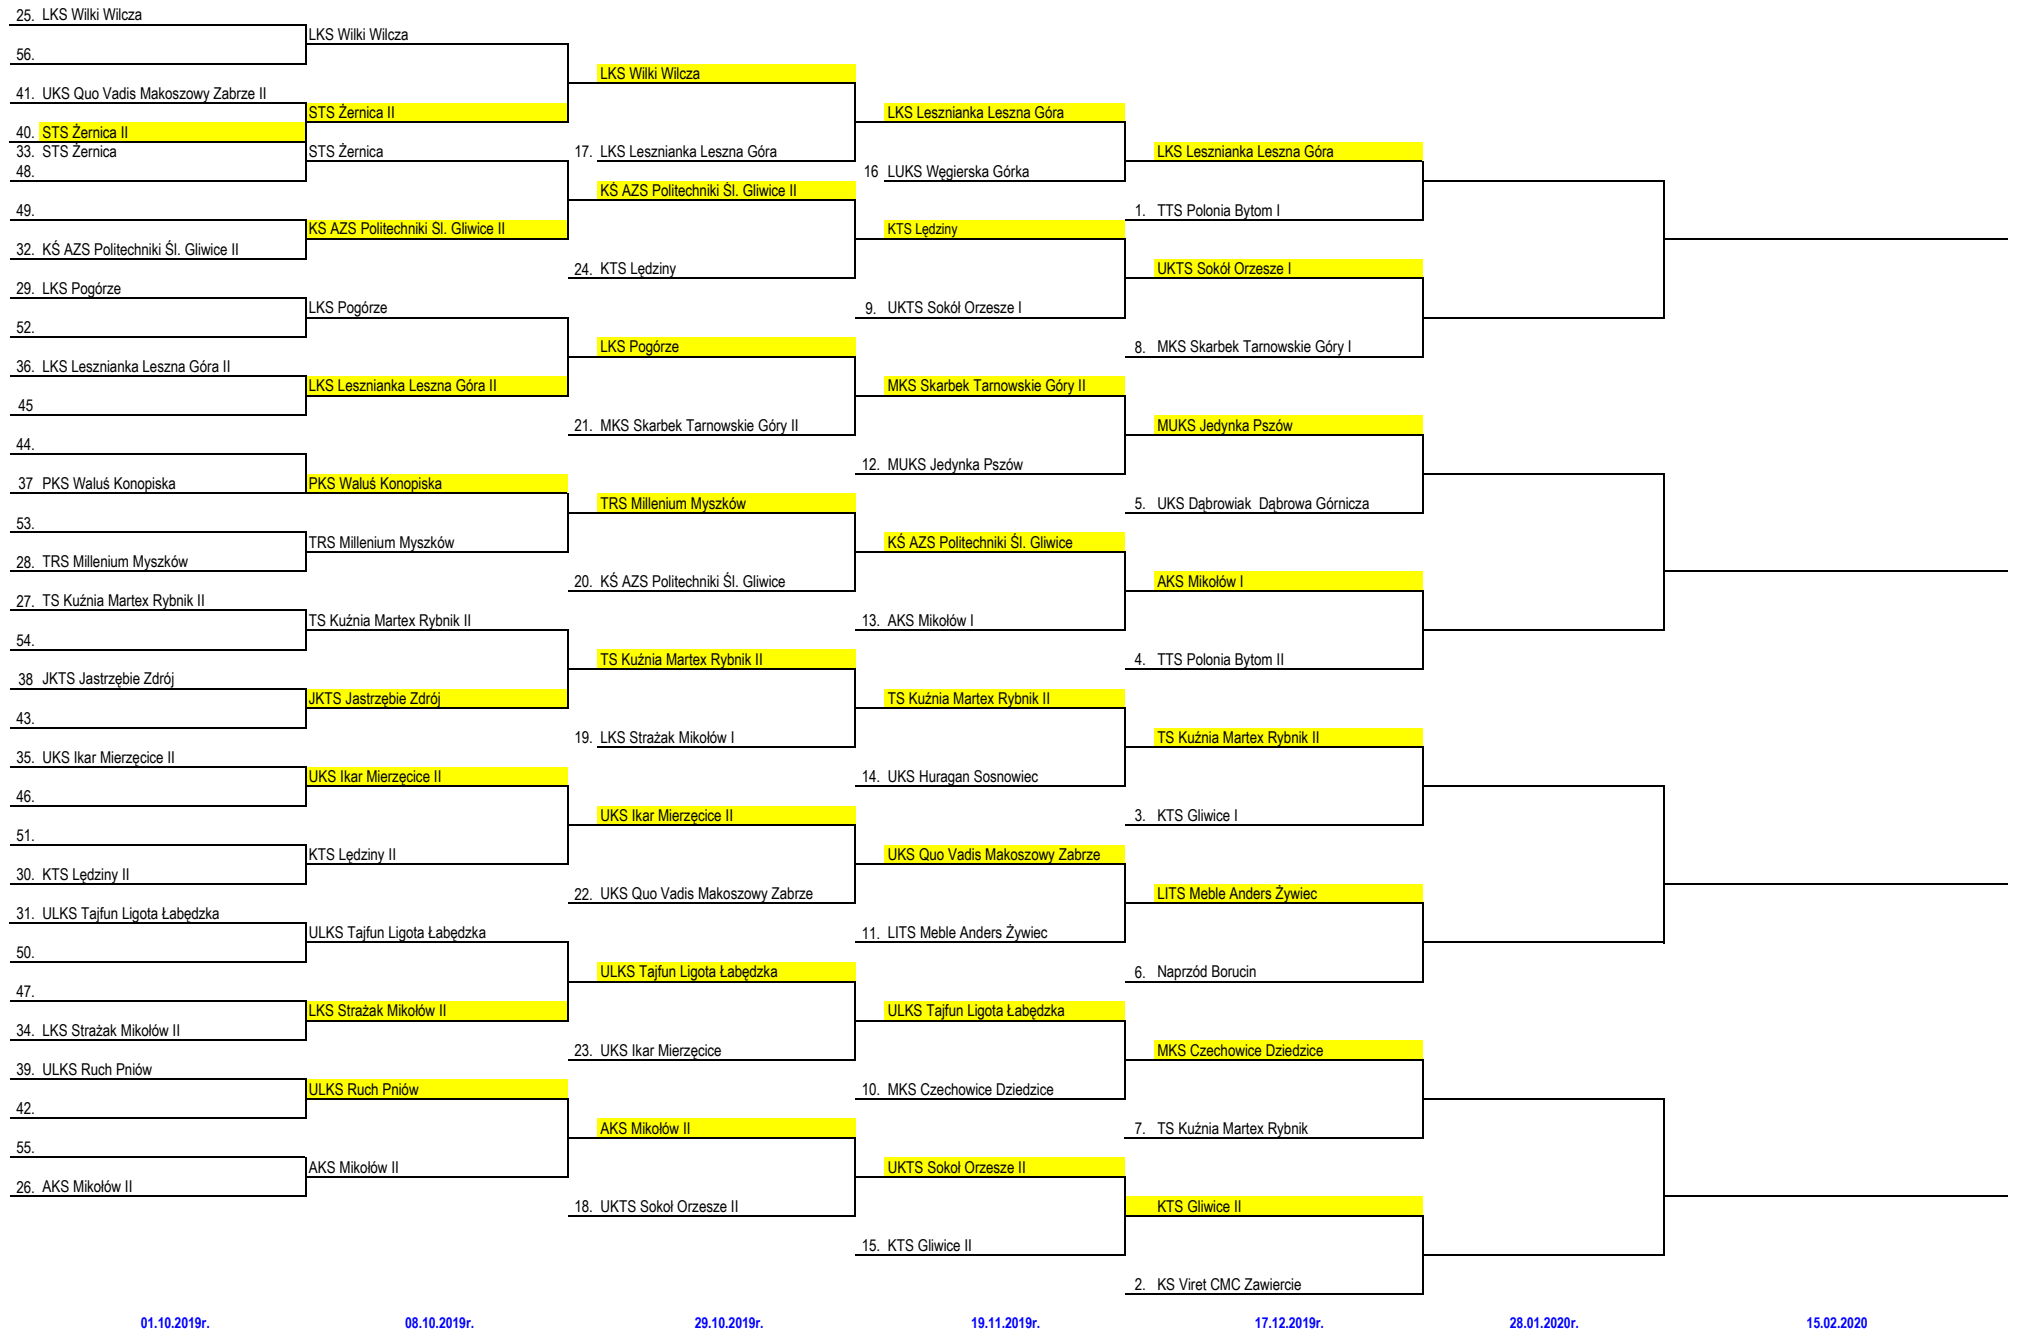 25. LKS Wilki Wilcza
56.
41. UKS Quo Vadis Makoszowy Zabrze II
40. STS Żernica II
33. STS Żernica
48.
49.
32. KŚ AZS Politechniki Śl. Gliwice II
29. LKS Pogórze
52.
36. LKS Lesznianka Leszna Góra II
45
44.
37 PKS Waluś Konopiska
53.
28. TRS Millenium Myszków
27. TS Kuźnia Martex Rybnik II
54.
38 JKTS Jastrzębie Zdrój
43.
35. UKS Ikar Mierzęcice II
46.
51.
30. KTS Lędziny II
31. ULKS Tajfun Ligota Łabędzka
50.
47.
34. LKS Strażak Mikołów II
39. ULKS Ruch Pniów
42.
55.
26. AKS Mikołów II
01.10.2019r.
LKS Wilki Wilcza
STS Żernica II
STS Żernica
KŚ AZS Politechniki Śl. Gliwice II
LKS Pogórze
LKS Lesznianka Leszna Góra II
PKS Waluś Konopiska
TRS Millenium Myszków
TS Kuźnia Martex Rybnik II
JKTS Jastrzębie Zdrój
UKS Ikar Mierzęcice II
KTS Lędziny II
ULKS Tajfun Ligota Łabędzka
LKS Strażak Mikołów II
ULKS Ruch Pniów
AKS Mikołów II
08.10.2019r.
LKS Wilki Wilcza
17. LKS Lesznianka Leszna Góra
KŚ AZS Politechniki Śl. Gliwice II
24. KTS Lędziny
LKS Pogórze
21. MKS Skarbek Tarnowskie Góry II
TRS Millenium Myszków
20. KŚ AZS Politechniki Śl. Gliwice
TS Kuźnia Martex Rybnik II
19. LKS Strażak Mikołów I
UKS Ikar Mierzęcice II
22. UKS Quo Vadis Makoszowy Zabrze
ULKS Tajfun Ligota Łabędzka
23. UKS Ikar Mierzęcice
AKS Mikołów II
18. UKTS Sokoł Orzesze II
29.10.2019r.
LKS Lesznianka Leszna Góra
16 LUKS Węgierska Górka
KTS Lędziny
9. UKTS Sokół Orzesze I
MKS Skarbek Tarnowskie Góry II
12. MUKS Jedynka Pszów
KŚ AZS Politechniki Śl. Gliwice
13. AKS Mikołów I
TS Kuźnia Martex Rybnik II
14. UKS Huragan Sosnowiec
UKS Quo Vadis Makoszowy Zabrze
11. LITS Meble Anders Żywiec
ULKS Tajfun Ligota Łabędzka
10. MKS Czechowice Dziedzice
UKTS Sokoł Orzesze II
15. KTS Gliwice II
19.11.2019r.
LKS Lesznianka Leszna Góra
1. TTS Polonia Bytom I
UKTS Sokół Orzesze I
8. MKS Skarbek Tarnowskie Góry I
MUKS Jedynka Pszów
5. UKS Dąbrowiak Dąbrowa Górnicza
AKS Mikołów I
4. TTS Polonia Bytom II
TS Kuźnia Martex Rybnik II
3. KTS Gliwice I
LITS Meble Anders Żywiec
6. Naprzód Borucin
MKS Czechowice Dziedzice
7. TS Kuźnia Martex Rybnik
KTS Gliwice II
2. KS Viret CMC Zawiercie
17.12.2019r.
28.01.2020r.
15.02.2020